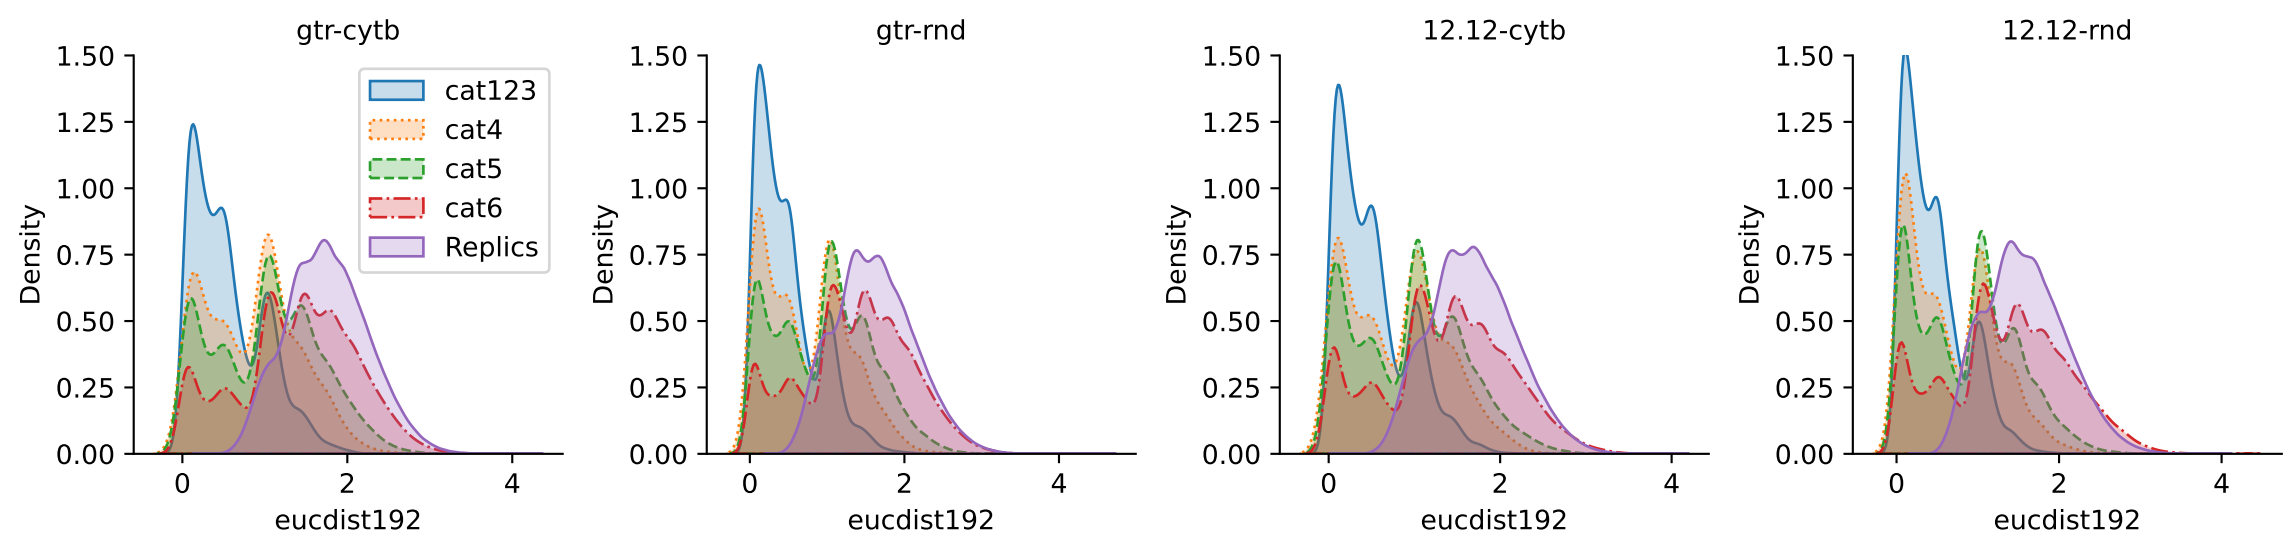 gtr-cytb
1.50
1.25
1.00
0.75
0.50
0.25
0.00
Density
0 2 4
eucdist192
cat123
cat4
cat5
cat6
Replics
gtr-rnd
1.50
1.25
1.00
0.75
0.50
0.25
0.00
Density
0 2 4
eucdist192
12.12-cytb
1.50
1.25
1.00
0.75
0.50
0.25
0.00
Density
0 2 4
eucdist192
12.12-rnd
1.50
1.25
1.00
0.75
0.50
0.25
0.00
Density
0 2 4
eucdist192